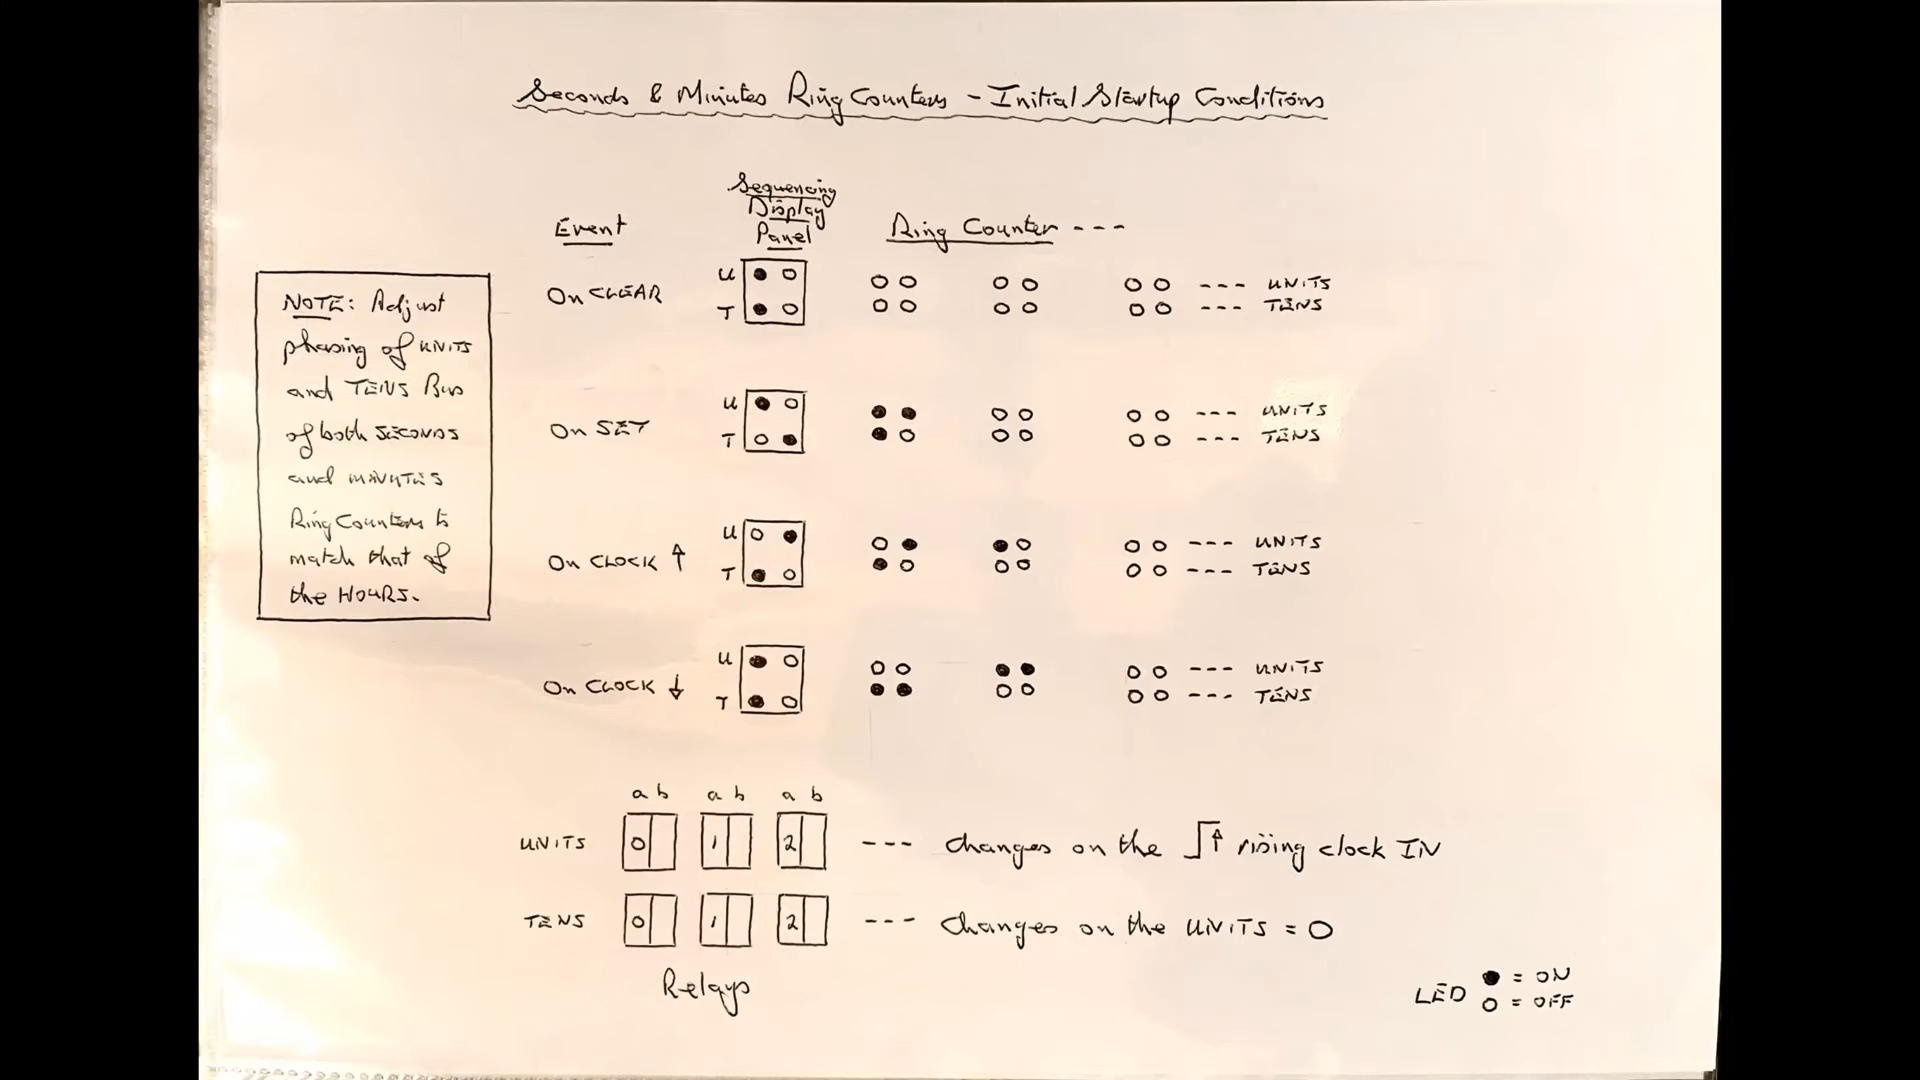 Seconds & Minutes Ring Counters - Initial Startup Conditions
Sequencing
Display
Panel
Event
Ring Counter ---
NOTE: Adjust
phasing of UNITS
and TENS Bus
of both SECONDS
and MINUTES
Ring Counters to
match that of
the HOURS.
On CLEAR
U
T
--- UNITS
--- TENS
On SET
U
T
--- UNITS
--- TENS
On CLOCK ↑
U
T
--- UNITS
--- TENS
On CLOCK ↓
U
T
--- UNITS
--- TENS
a b a b a b
UNITS 0 1 2 --- changes on the ↑ rising clock IN
TENS 0 1 2 --- changes on the UNITS = 0
Relays
LED ● = ON
○ = OFF